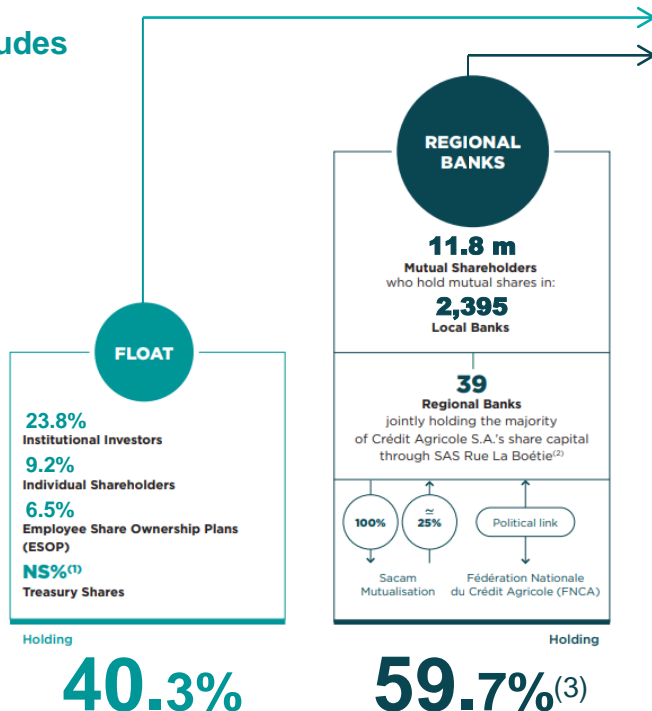 udes
REGIONAL
BANKS
11.8 m
Mutual Shareholders
who hold mutual shares in:
2,395
Local Banks
FLOAT
23.8%
Institutional Investors
9.2%
Individual Shareholders
6.5%
Employee Share Ownership Plans
(ESOP)
NS%(1)
Treasury Shares
Holding
40.3%
39
Regional Banks
jointly holding the majority
of Crédit Agricole S.A.'s share capital
through SAS Rue La Boétie(2)
100%
≃
25%
Political link
Sacam
Mutualisation
Fédération Nationale
du Crédit Agricole (FNCA)
Holding
59.7%(3)